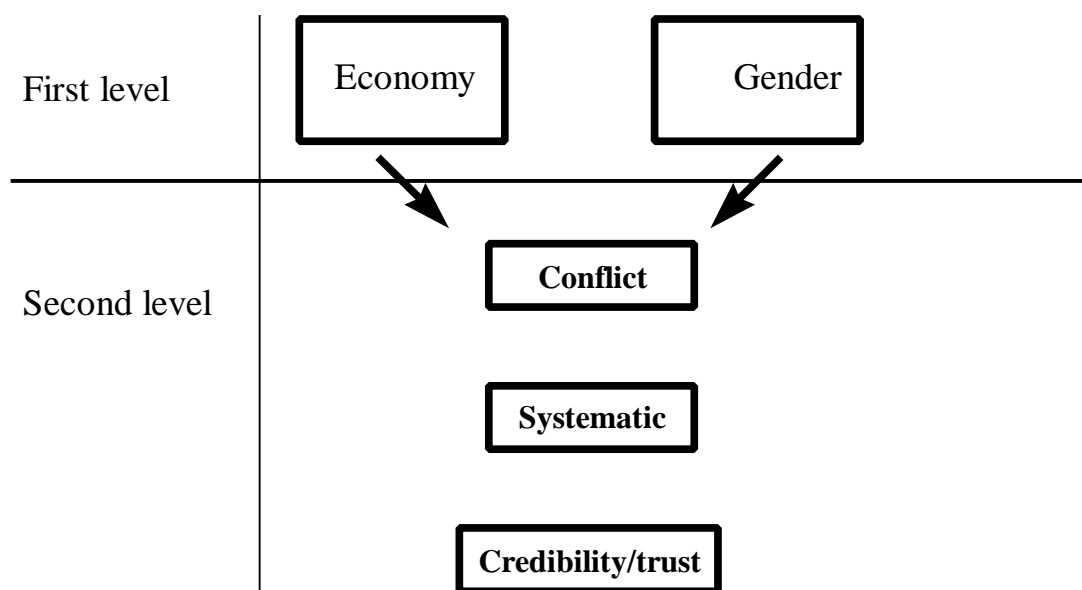 First level
Economy
Gender
Second level
Conflict
Systematic
Credibility/trust